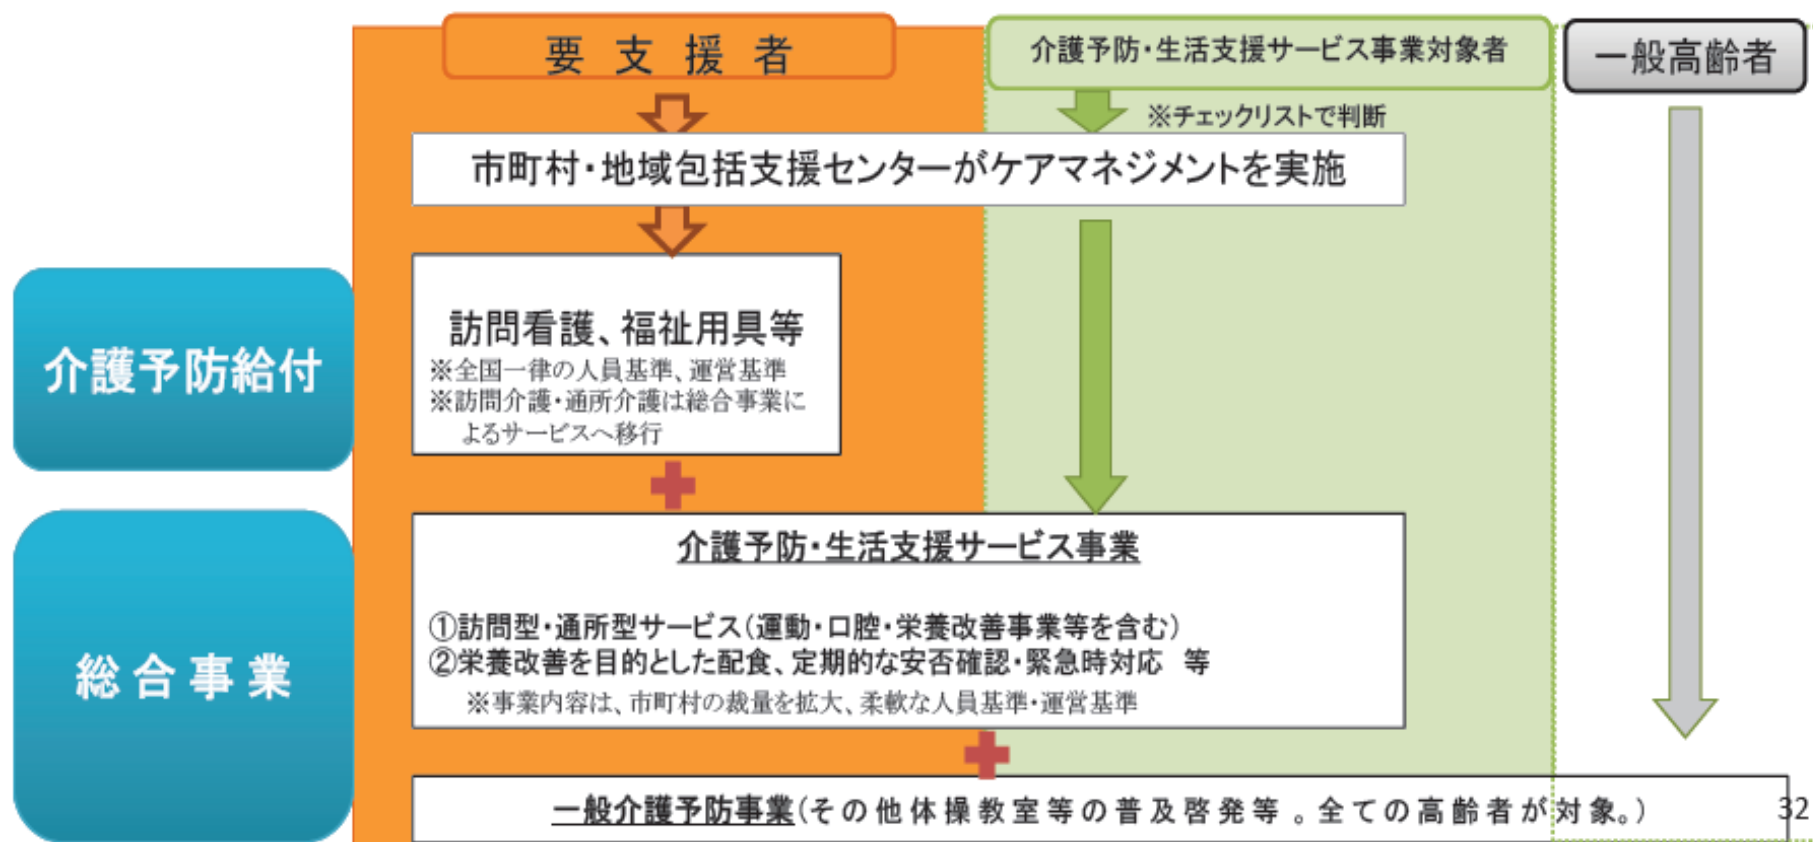 要支援者
介護予防・生活支援サービス事業対象者
一般高齢者
※チェックリストで判断
市町村・地域包括支援センターがケアマネジメントを実施
介護予防給付
訪問看護、福祉用具等
※全国一律の人員基準、運営基準
※訪問介護・通所介護は総合事業に
よるサービスへ移行
総合事業
介護予防・生活支援サービス事業
①訪問型・通所型サービス(運動・口腔・栄養改善事業等を含む)
②栄養改善を目的とした配食、定期的な安否確認・緊急時対応 等
※事業内容は、市町村の裁量を拡大、柔軟な人員基準・運営基準
一般介護予防事業(その他体操教室等の普及啓発等。全ての高齢者が対象。)
32